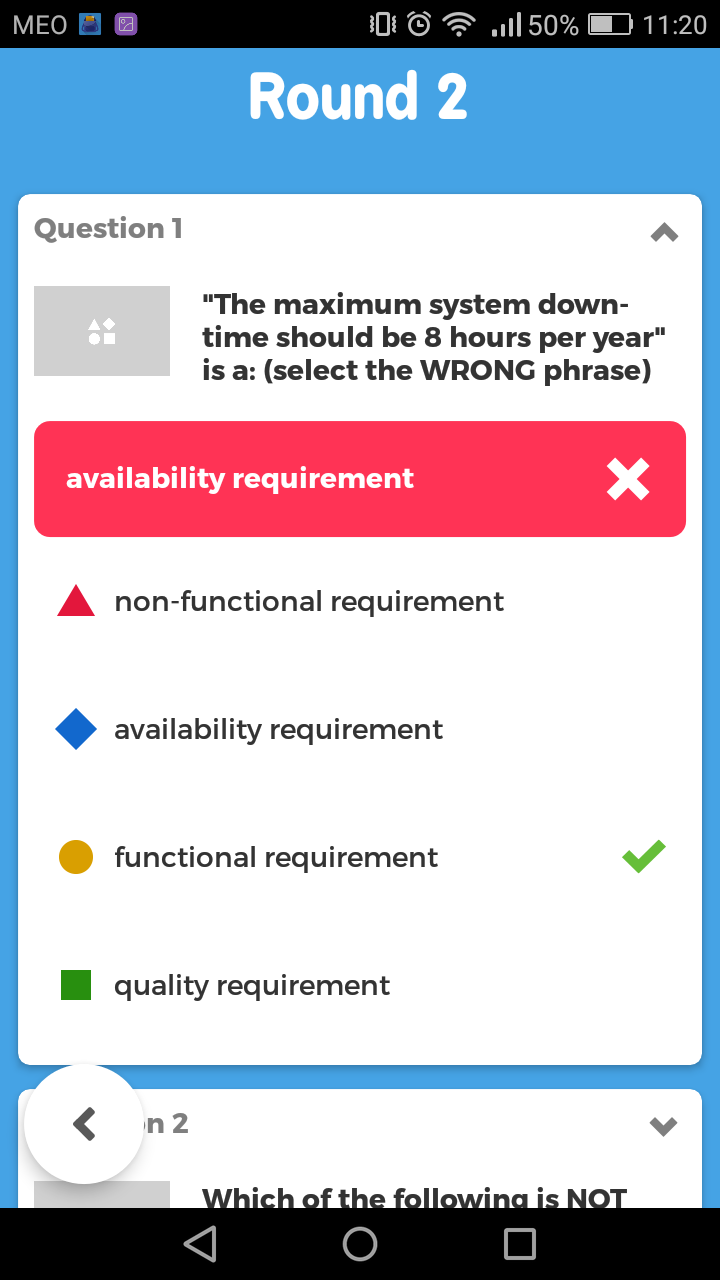 MEO 50% 11:20
Round 2
Question 1
"The maximum system down-
time should be 8 hours per year"
is a: (select the WRONG phrase)
availability requirement
non-functional requirement
availability requirement
functional requirement
quality requirement
n 2
Which of the following is NOT